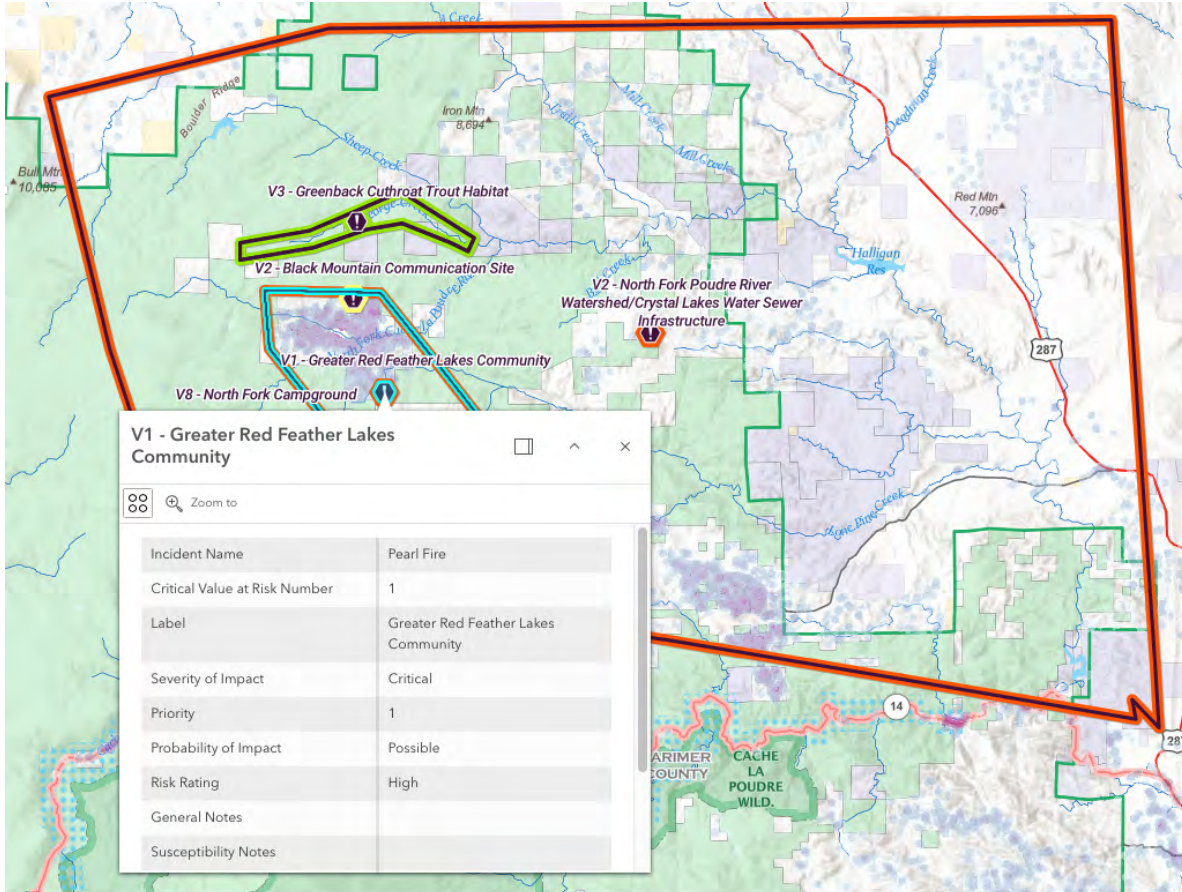 Boulder Ridge
Iron Mtn
8,694
Mill Creek
Trail Creek
Mill Creek
Deadman Creek
Sheep Creek
Bull Mtn
10,085
V3 - Greenback Cuthroat Trout Habitat
Red Mtn
7,096
V2 - Black Mountain Communication Site
Halligan
Res
V2 - North Fork Poudre River
Watershed/Crystal Lakes Water Sewer
Infrastructure
287
V1 - Greater Red Feather Lakes Community
V8 - North Fork Campground
V1 - Greater Red Feather Lakes
Community
Zoom to
Incident Name Pearl Fire
Critical Value at Risk Number 1
Label Greater Red Feather Lakes
Community
Severity of Impact Critical
Priority 1
Probability of Impact Possible
Risk Rating High
General Notes
Susceptibility Notes
Lone Pine Creek
14
LARIMER
COUNTY
CACHE
LA
POUDRE
WILD.
287